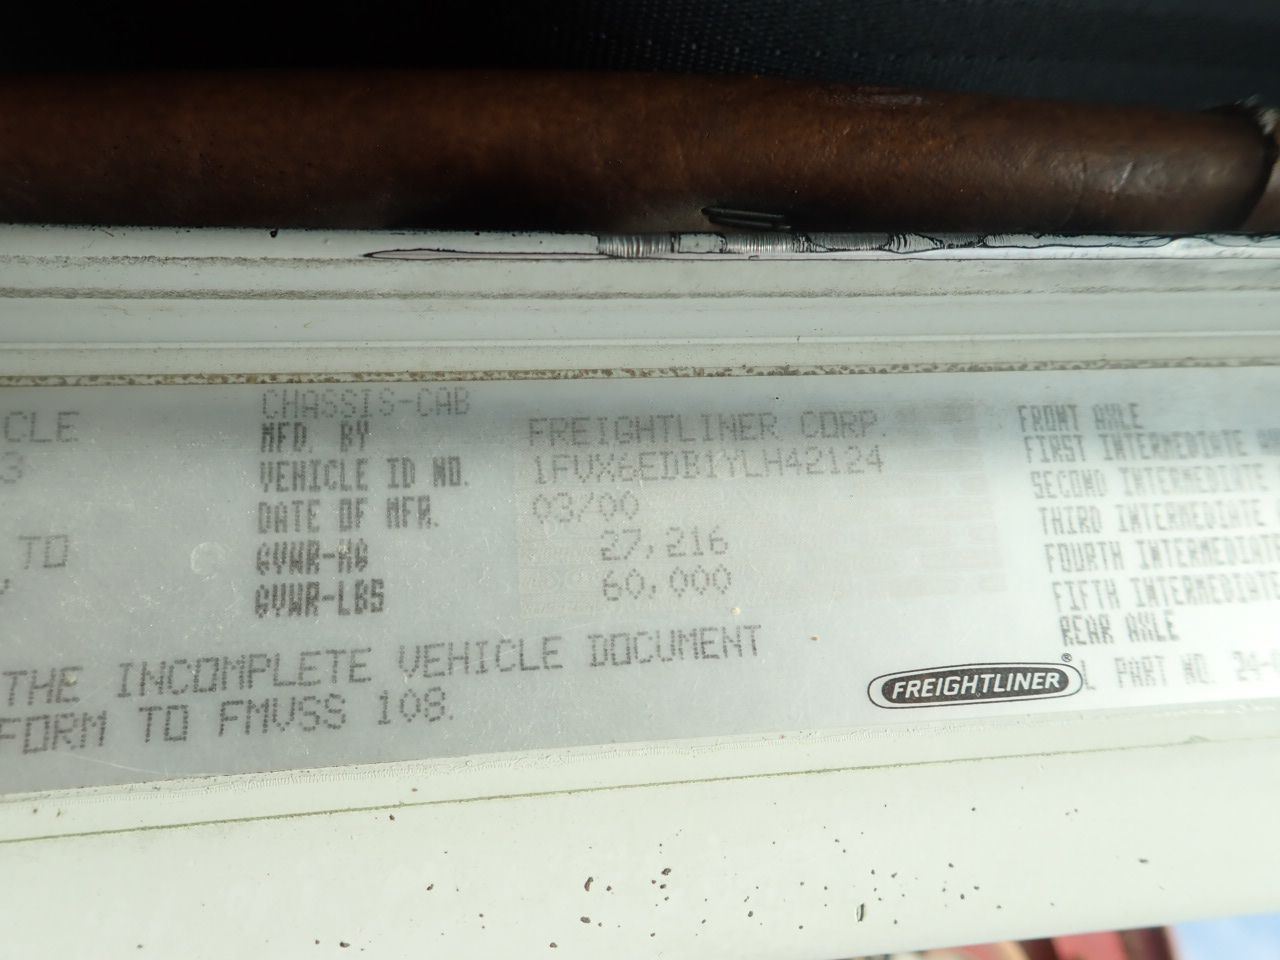 CLE
3
TO
THE INCOMPLETE VEHICLE DOCUMENT
FORM TO FMVSS 108.
CHASSIS-CAB
MFD. BY FREIGHTLINER CORP.
VEHICLE ID NO. 1FVX6EDB1YLH42124
DATE OF MFR. 03/00
GVWR-KG 27,216
GVWR-LBS 60,000
FRONT AXLE
FIRST INTERMEDIATE
SECOND INTERMEDIATE
THIRD INTERMEDIATE
FOURTH INTERMEDIATE
FIFTH INTERMEDIATE
REAR AXLE
FREIGHTLINER® L PART NO. 24-